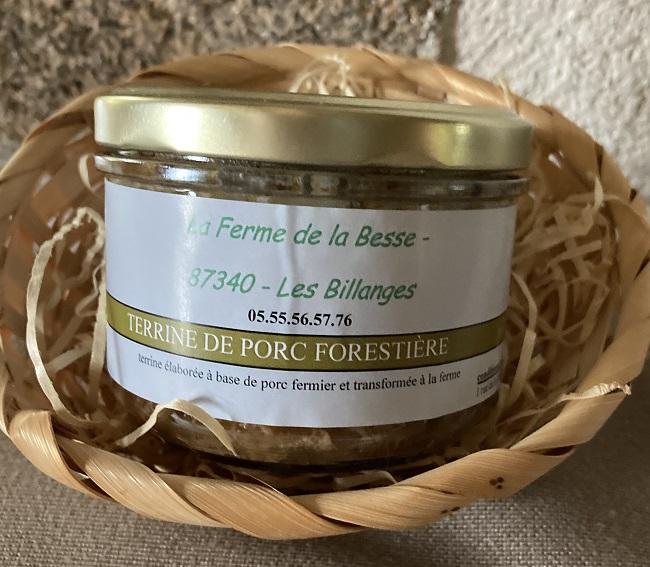 La Ferme de la Besse -
87340 - Les Billanges
05.55.56.57.76
TERRINE DE PORC FORESTIÈRE
terrine élaborée à base de porc fermier et transformée à la ferme